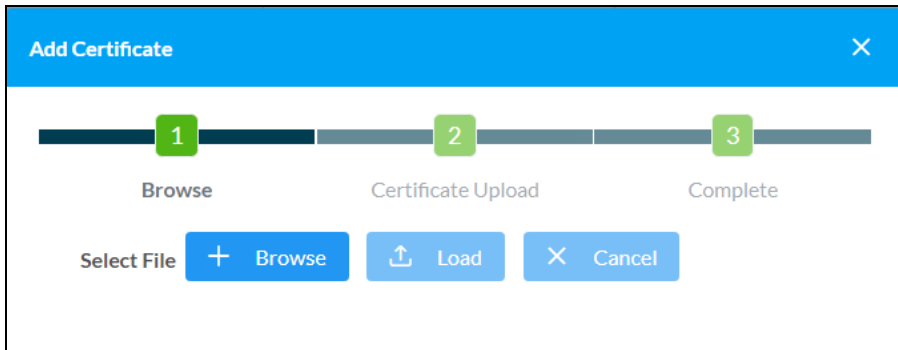 Add Certificate
1 2 3
Browse Certificate Upload Complete
Select File Browse Load Cancel